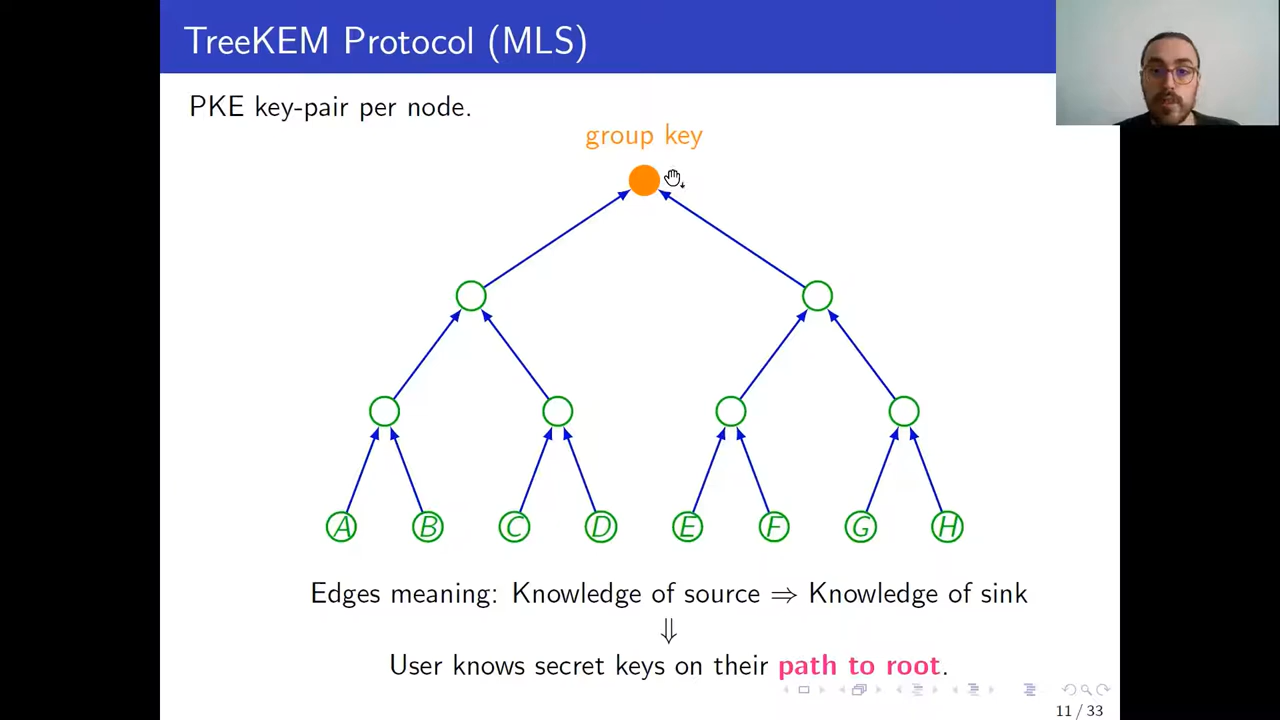 TreeKEM Protocol (MLS)
PKE key-pair per node.
group key
A B C D E F G H
Edges meaning: Knowledge of source ⇒ Knowledge of sink
⇓
User knows secret keys on their path to root.
11 / 33